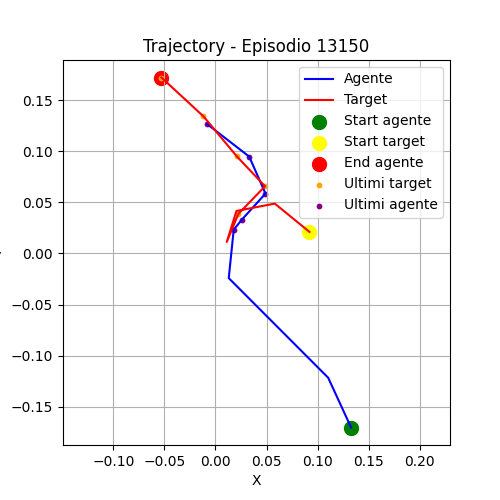 Trajectory - Episodio 13150
Agente
Target
Start agente
Start target
End agente
Ultimi target
Ultimi agente
0.15
0.10
0.05
0.00
−0.05
−0.10
−0.15
−0.10 −0.05 0.00 0.05 0.10 0.15 0.20
X